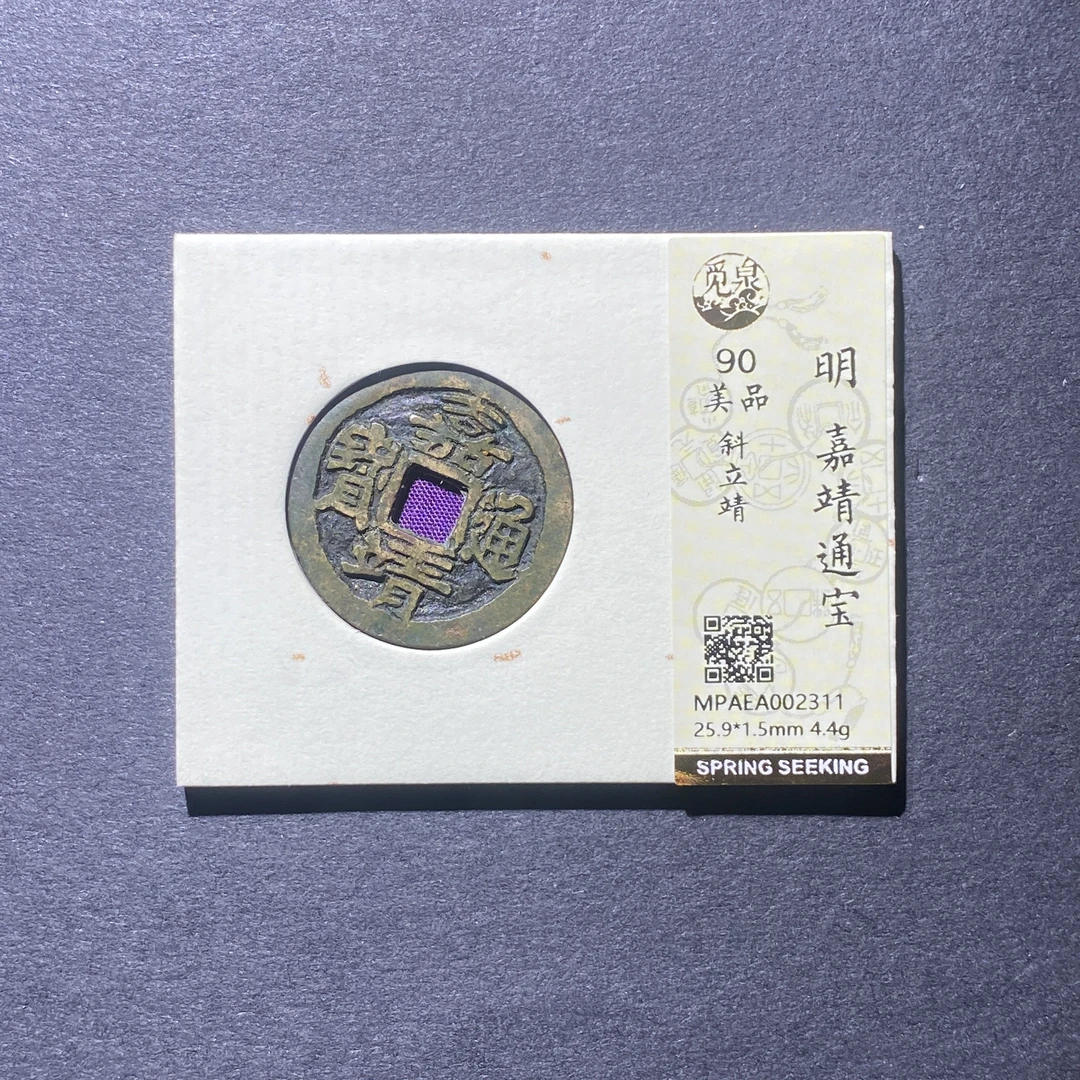 嘉靖通寶
觅泉
90
美品
斜立靖
明 嘉靖通宝
MPAEA002311
25.9*1.5mm 4.4g
SPRING SEEKING